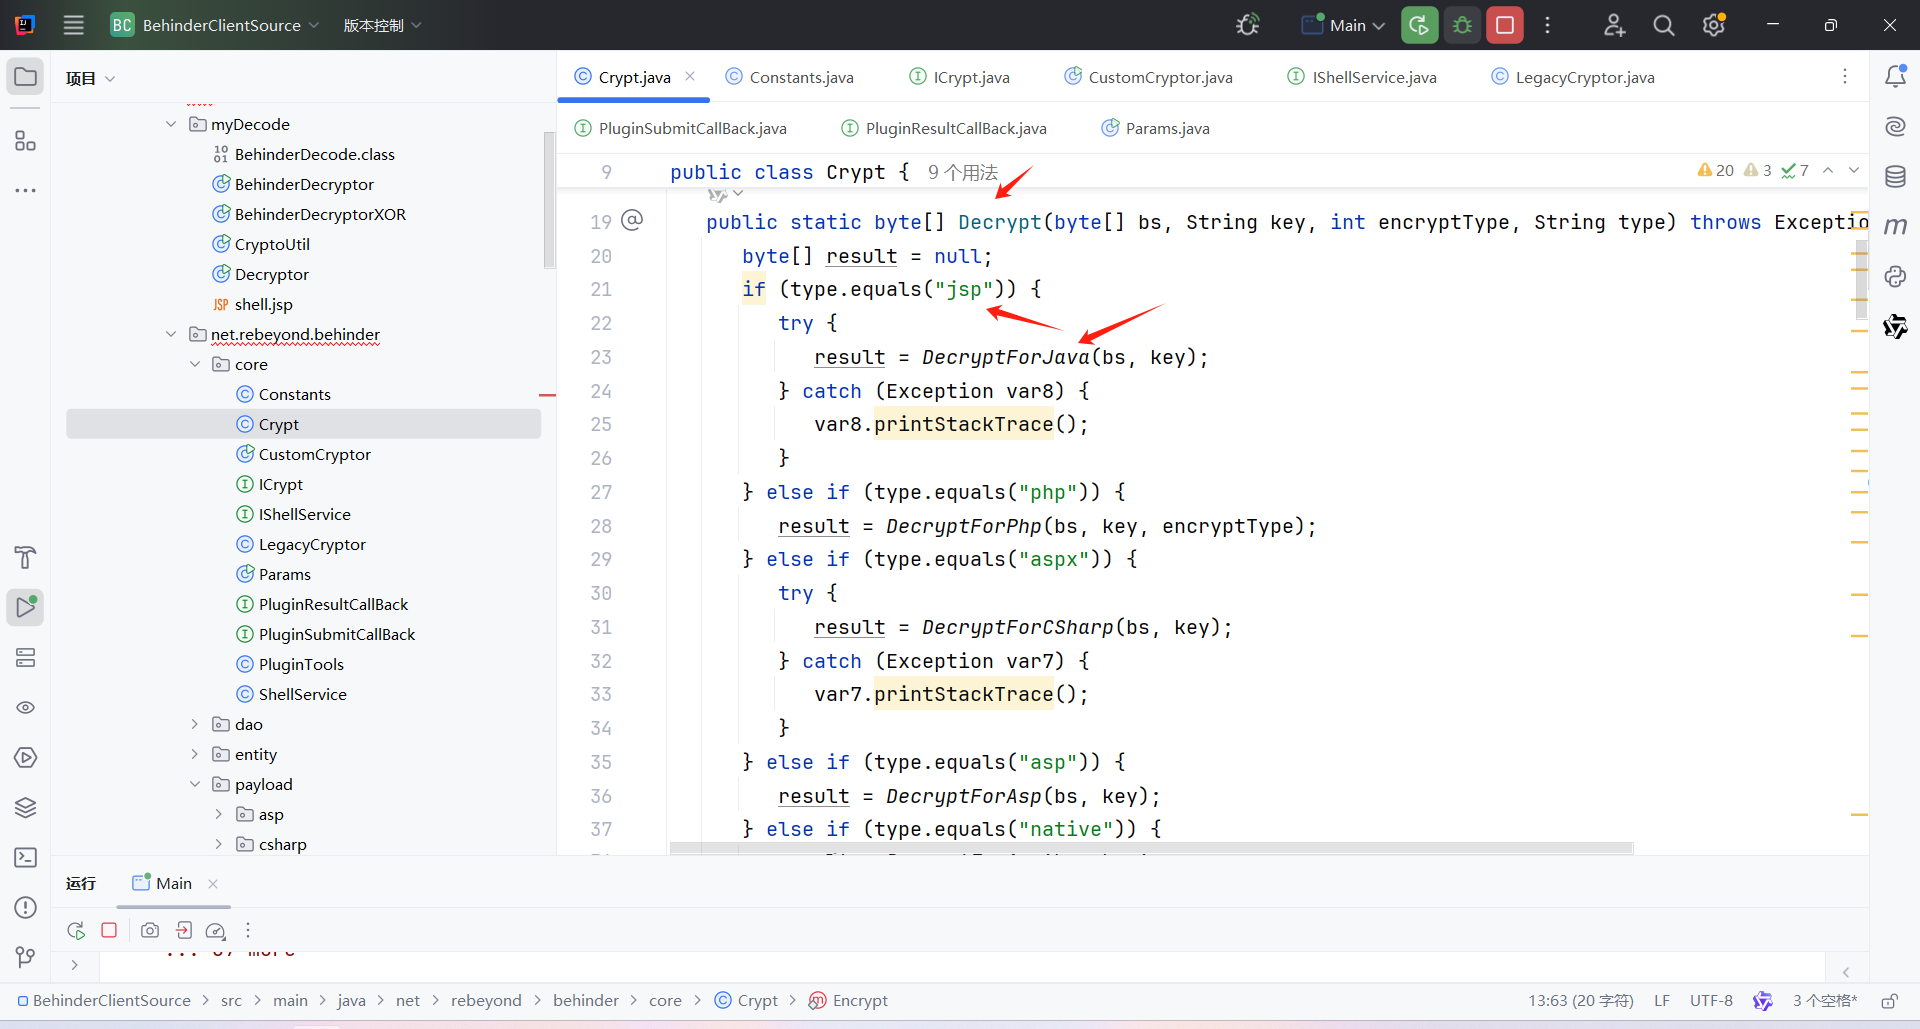 BC BehinderClientSource 版本控制 Main
项目
Crypt.java Constants.java ICrypt.java CustomCryptor.java IShellService.java LegacyCryptor.java
PluginSubmitCallBack.java PluginResultCallBack.java Params.java
myDecode
BehinderDecode.class
BehinderDecryptor
BehinderDecryptorXOR
CryptoUtil
Decryptor
JSP shell.jsp
net.rebeyond.behinder
core
Constants
Crypt
CustomCryptor
ICrypt
IShellService
LegacyCryptor
Params
PluginResultCallBack
PluginSubmitCallBack
PluginTools
ShellService
dao
entity
payload
asp
csharp
9 public class Crypt { 9 个用法 20 3 7
19 public static byte[] Decrypt(byte[] bs, String key, int encryptType, String type) throws Exceptio
20 byte[] result = null;
21 if (type.equals("jsp")) {
22 try {
23 result = DecryptForJava(bs, key);
24 } catch (Exception var8) {
25 var8.printStackTrace();
26 }
27 } else if (type.equals("php")) {
28 result = DecryptForPhp(bs, key, encryptType);
29 } else if (type.equals("aspx")) {
30 try {
31 result = DecryptForCSharp(bs, key);
32 } catch (Exception var7) {
33 var7.printStackTrace();
34 }
35 } else if (type.equals("asp")) {
36 result = DecryptForAsp(bs, key);
37 } else if (type.equals("native")) {
运行 Main
BehinderClientSource > src > main > java > net > rebeyond > behinder > core > Crypt > Encrypt 13:63 (20 字符) LF UTF-8 3 个空格*